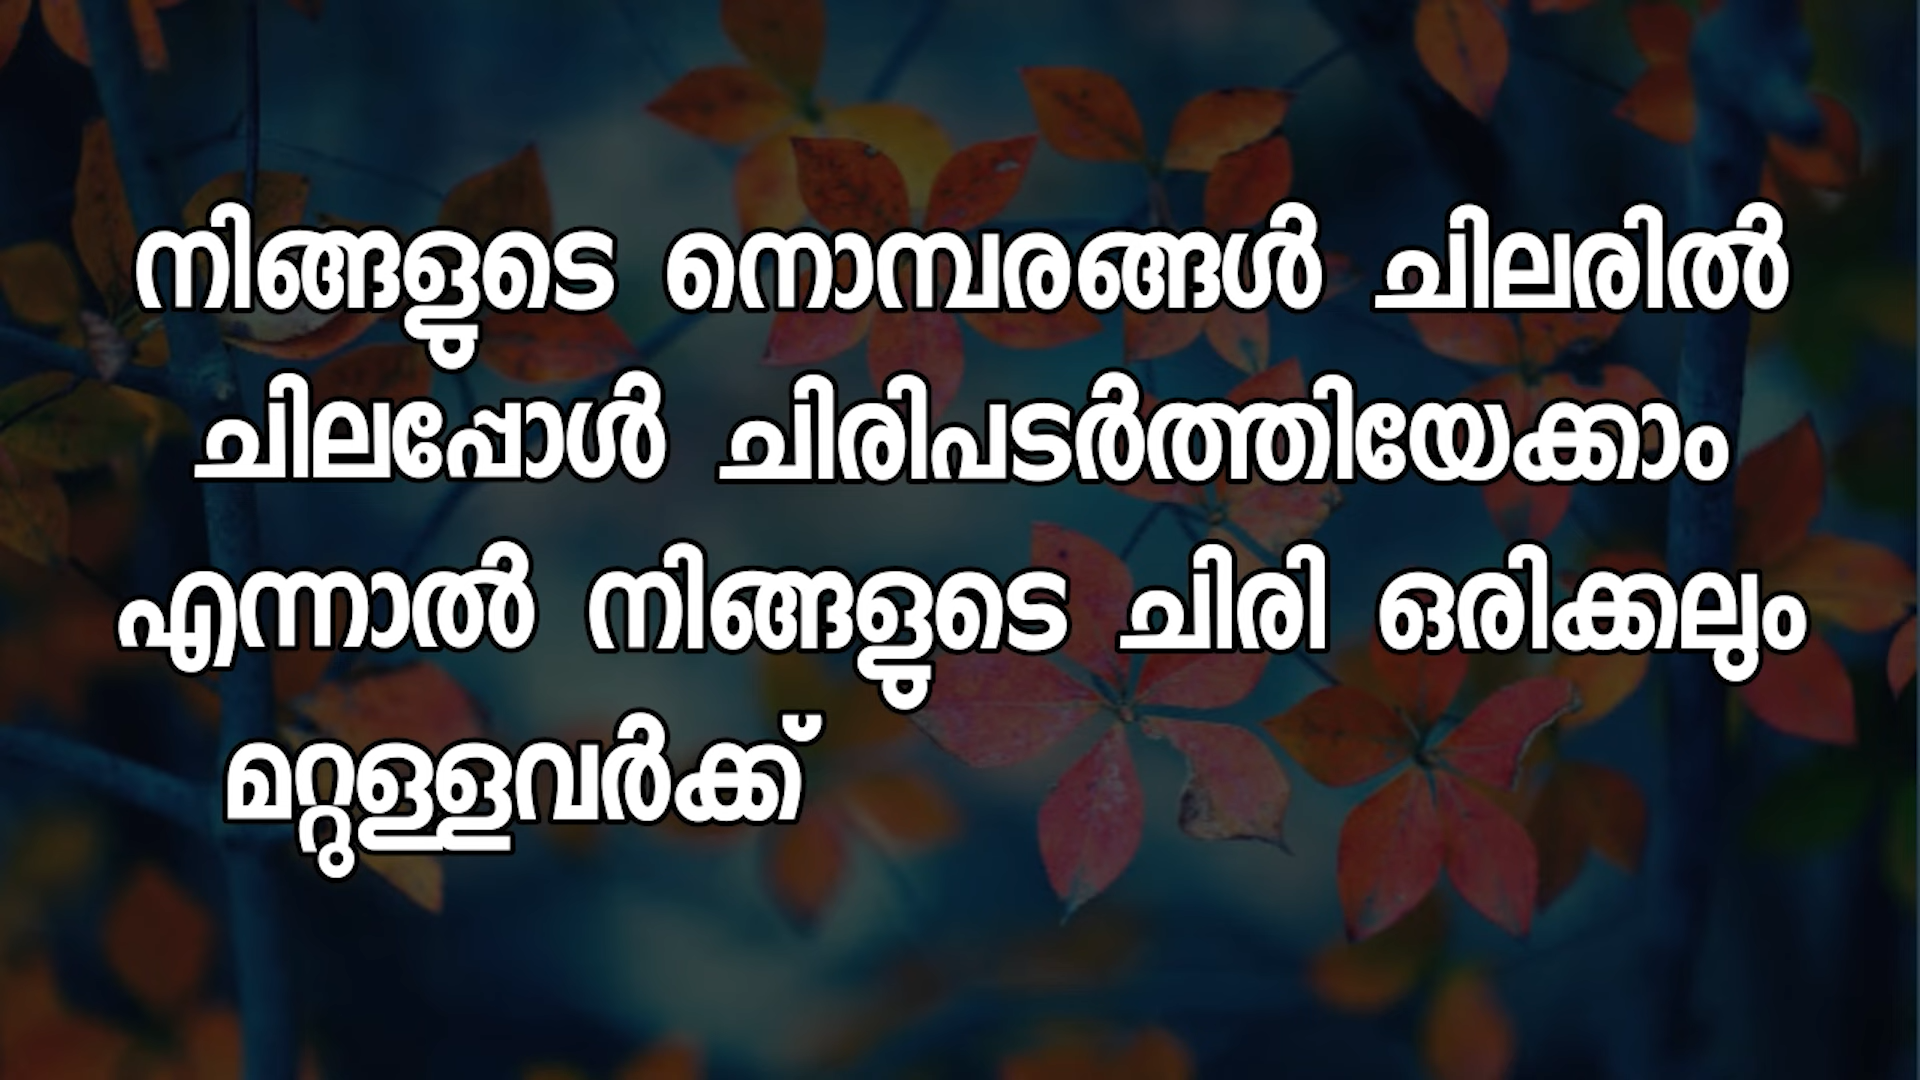 നിങ്ങളുടെ നൊമ്പരങ്ങൾ ചിലരിൽ
ചിലപ്പോൾ ചിരിപടർത്തിയേക്കാം
എന്നാൽ നിങ്ങളുടെ ചിരി ഒരിക്കലും
മറ്റുള്ളവർക്ക്